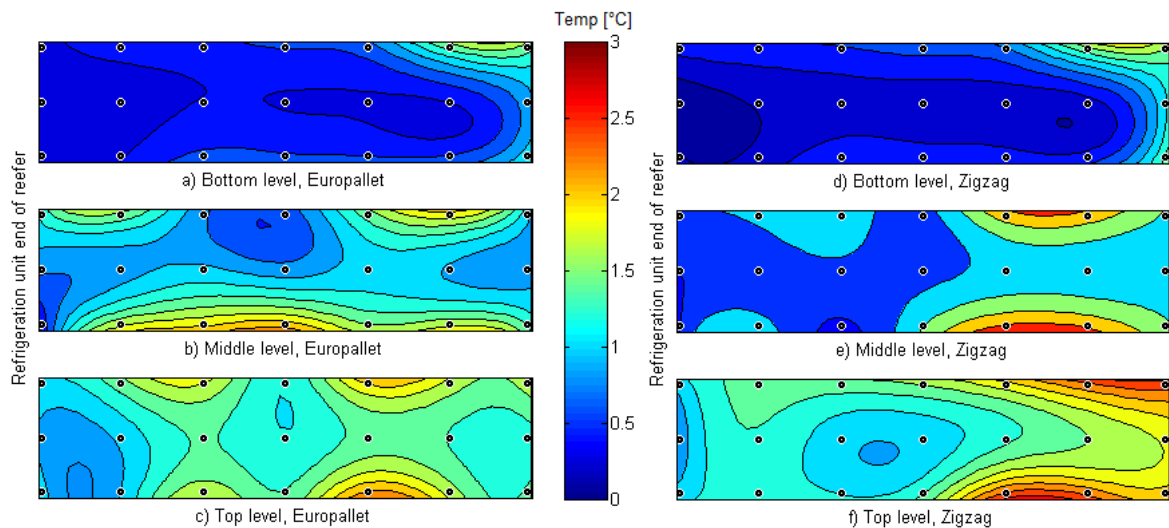 Temp [°C]
3
2.5
2
1.5
1
0.5
0
Refrigeration unit end of reefer
a) Bottom level, Europallet
b) Middle level, Europallet
c) Top level, Europallet
Refrigeration unit end of reefer
d) Bottom level, Zigzag
e) Middle level, Zigzag
f) Top level, Zigzag